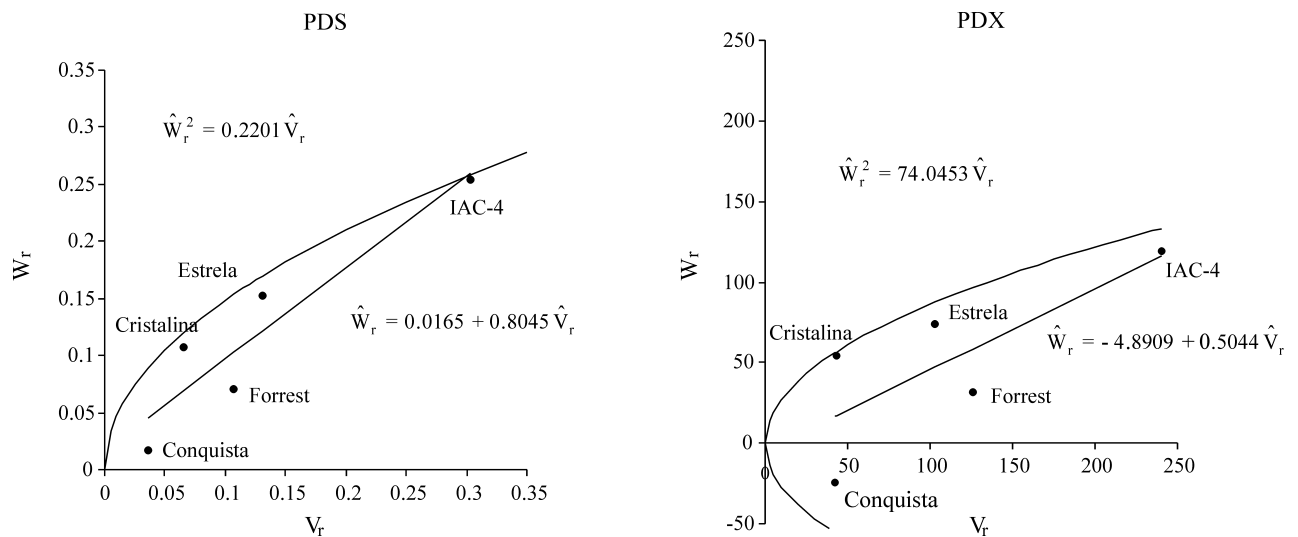 PDS
0.35
0.3
0.25
0.2
0.15
0.1
0.05
0
Wr
Ŵr² = 0.2201 V̂r
IAC-4
Estrela
Ŵr = 0.0165 + 0.8045 V̂r
Cristalina
Forrest
Conquista
0 0.05 0.1 0.15 0.2 0.25 0.3 0.35
Vr
PDX
250
200
150
100
50
0
-50
Wr
Ŵr² = 74.0453 V̂r
IAC-4
Estrela
Cristalina
Ŵr = - 4.8909 + 0.5044 V̂r
Forrest
0 50 100 150 200 250
Conquista
Vr